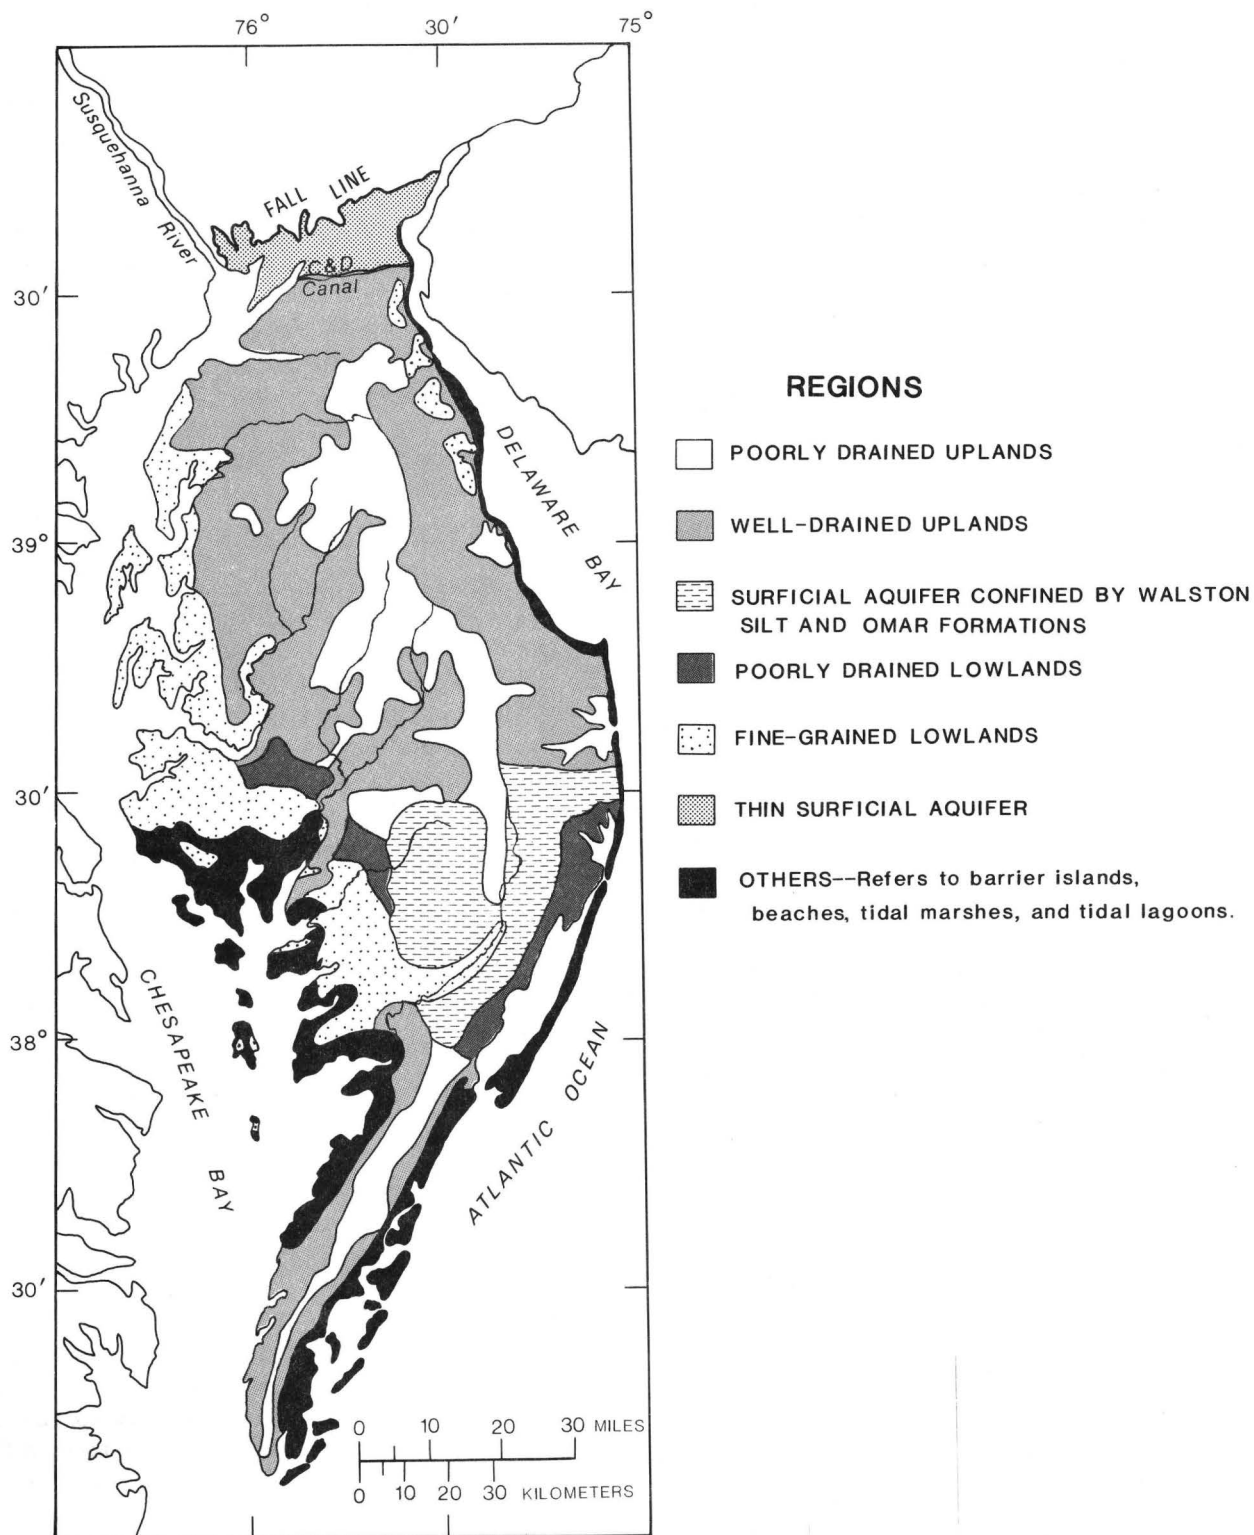 76°
30′
75°
Susquehanna
River
FALL LINE
C&D
Canal
30′
DELAWARE BAY
39°
30′
CHESAPEAKE
BAY
38°
ATLANTIC OCEAN
30′
0 10 20 30 MILES
0 10 20 30 KILOMETERS
REGIONS
POORLY DRAINED UPLANDS
WELL-DRAINED UPLANDS
SURFICIAL AQUIFER CONFINED BY WALSTON
SILT AND OMAR FORMATIONS
POORLY DRAINED LOWLANDS
FINE-GRAINED LOWLANDS
THIN SURFICIAL AQUIFER
OTHERS--Refers to barrier islands,
beaches, tidal marshes, and tidal lagoons.